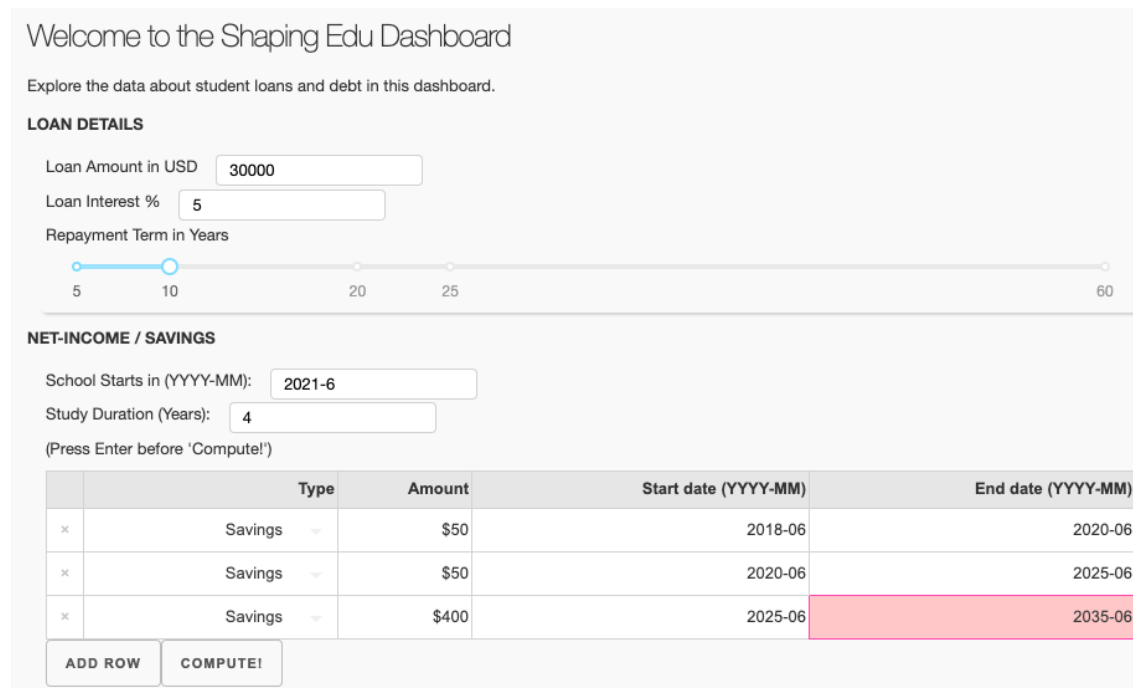 Welcome to the Shaping Edu Dashboard
Explore the data about student loans and debt in this dashboard.
LOAN DETAILS
Loan Amount in USD 30000
Loan Interest % 5
Repayment Term in Years
5 10 20 25 60
NET-INCOME / SAVINGS
School Starts in (YYYY-MM): 2021-6
Study Duration (Years): 4
(Press Enter before 'Compute!')
Type Amount Start date (YYYY-MM) End date (YYYY-MM)
× Savings $50 2018-06 2020-06
× Savings $50 2020-06 2025-06
× Savings $400 2025-06 2035-06
ADD ROW COMPUTE!